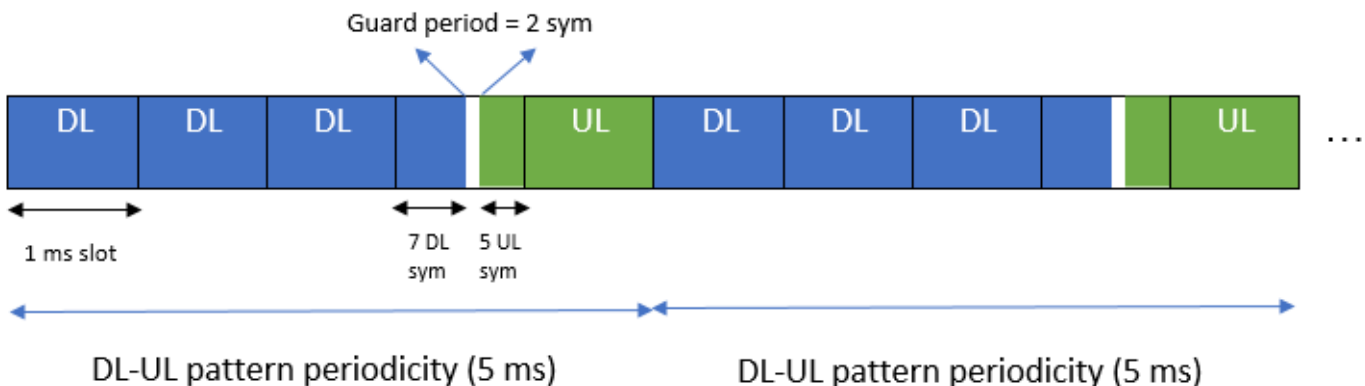 Guard period = 2 sym
DL DL DL UL DL DL DL UL ...
1 ms slot
7 DL
sym
5 UL
sym
DL-UL pattern periodicity (5 ms)
DL-UL pattern periodicity (5 ms)